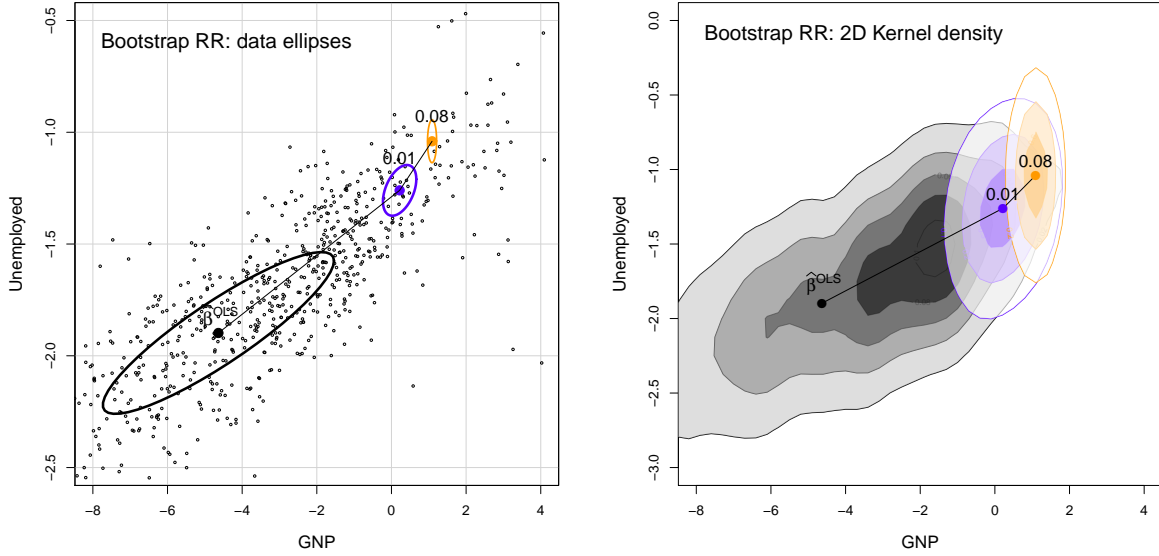 Bootstrap RR: data ellipses
0.08
0.01
β̂OLS
Unemployed
−0.5
−1.0
−1.5
−2.0
−2.5
−8 −6 −4 −2 0 2 4
GNP
Bootstrap RR: 2D Kernel density
0.08
0.01
β̂OLS
Unemployed
0.0
−0.5
−1.0
−1.5
−2.0
−2.5
−3.0
−8 −6 −4 −2 0 2 4
GNP